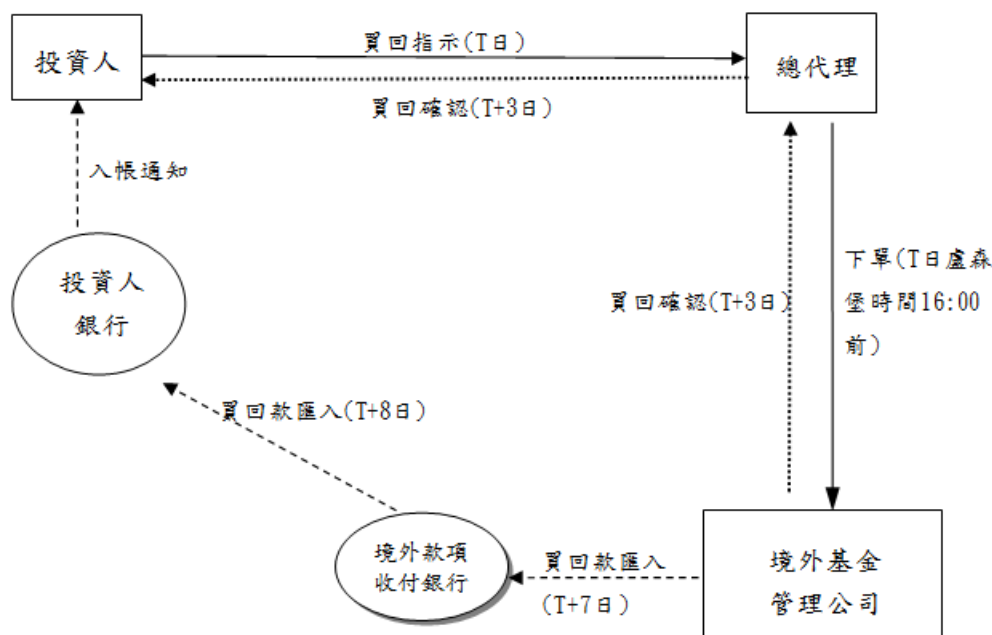 投資人
買回指示(T日)
總代理
買回確認(T+3日)
入帳通知
投資人
銀行
買回確認(T+3日)
下單(T日盧森
堡時間16:00
前)
買回款匯入(T+8日)
境外款項
收付銀行
買回款匯入
(T+7日)
境外基金
管理公司